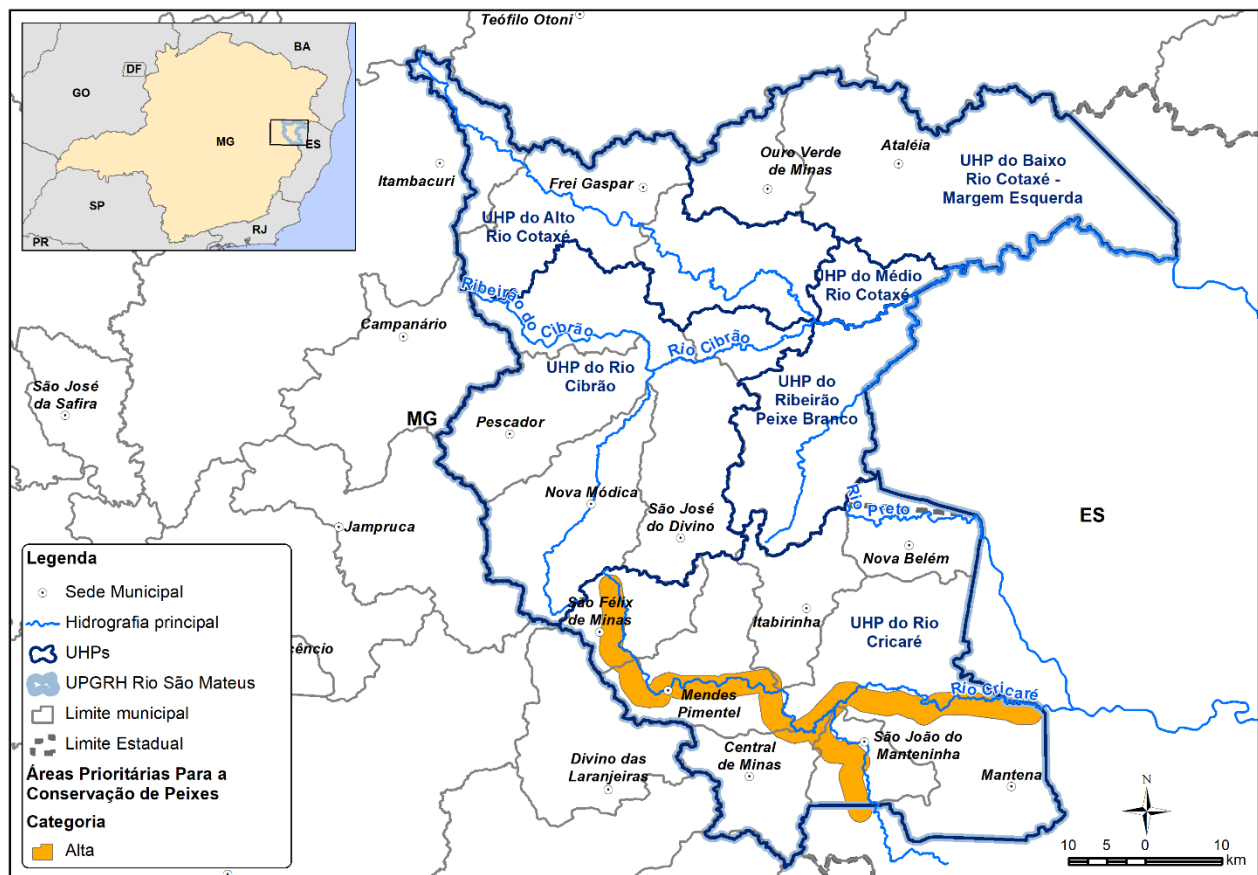 Teófilo Otoni
BA
DF
GO
MG
ES
SP
RJ
PR
Itambacuri
Frei Gaspar
Ouro Verde
de Minas
Ataléia
UHP do Baixo
Rio Cotaxé -
Margem Esquerda
UHP do Alto
Rio Cotaxé
UHP do Médio
Rio Cotaxé
Ribeirão do Cibrão
Rio Cibrão
Campanário
UHP do Rio
Cibrão
UHP do
Ribeirão
Peixe Branco
São José
da Safira
MG
Pescador
Nova Módica
São José
do Divino
Rio Preto
ES
Jampruca
Nova Belém
São Félix
de Minas
Itabirinha
UHP do Rio
Cricaré
Rio Cricaré
Mendes
Pimentel
São João do
Manteninha
Central
de Minas
Divino das
Laranjeiras
Mantena
cêncio
Legenda
Sede Municipal
Hidrografia principal
UHPs
UPGRH Rio São Mateus
Limite municipal
Limite Estadual
Áreas Prioritárias Para a
Conservação de Peixes
Categoria
Alta
N
10 5 0 10 km